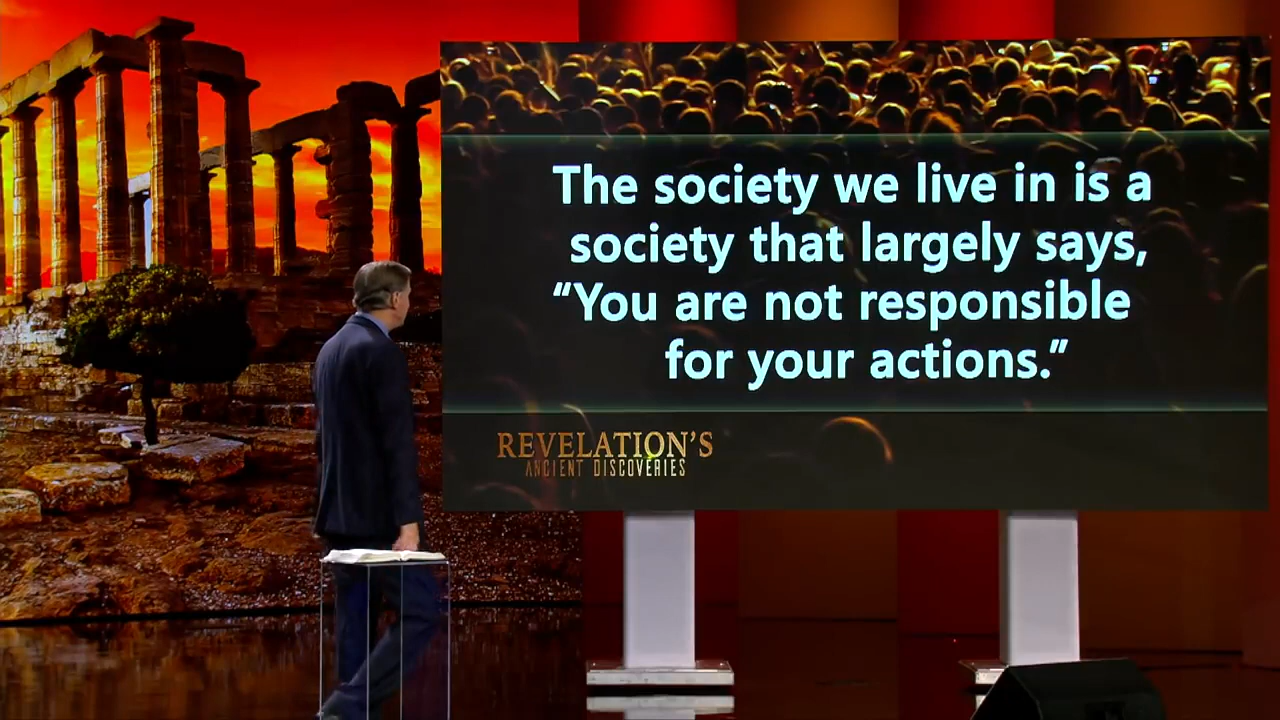 The society we live in is a
society that largely says,
“You are not responsible
for your actions.”
REVELATION'S
ANCIENT DISCOVERIES